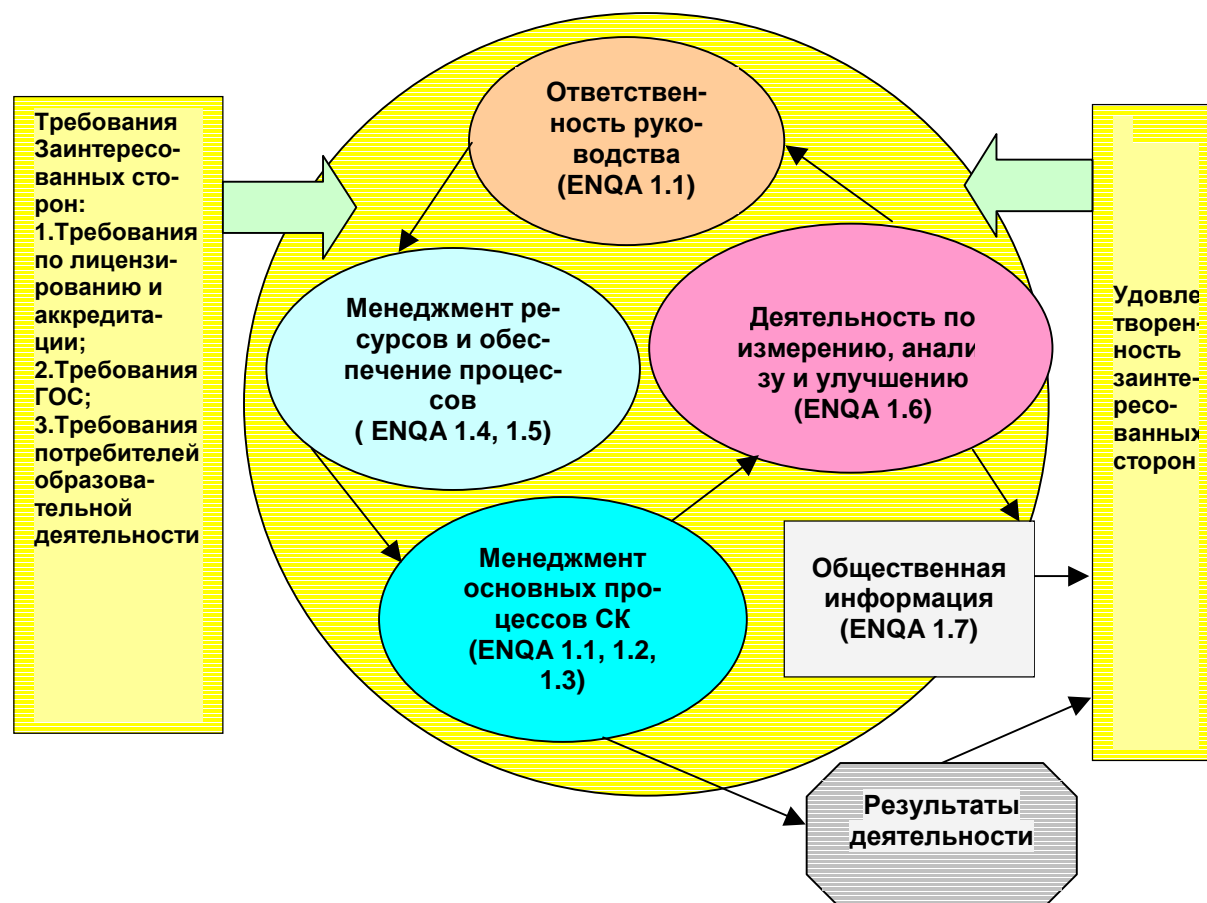 Ответствен-
ность руко-
водства
(ENQA 1.1)
Требования
Заинтересо-
ванных сто-
рон:
1.Требования
по лицензи-
рованию и
аккредита-
ции;
2.Требования
ГОС;
3.Требования
потребителей
образова-
тельной
деятельности
Менеджмент ре-
сурсов и обес-
печение процес-
сов
( ENQA 1.4, 1.5)
Деятельность по
измерению, анали
зу и улучшению
(ENQA 1.6)
Удовле
творен-
ность
заинте-
ресо-
ванных
сторон
Менеджмент
основных про-
цессов СК
(ENQA 1.1, 1.2,
1.3)
Общественная
информация
(ENQA 1.7)
Результаты
деятельности